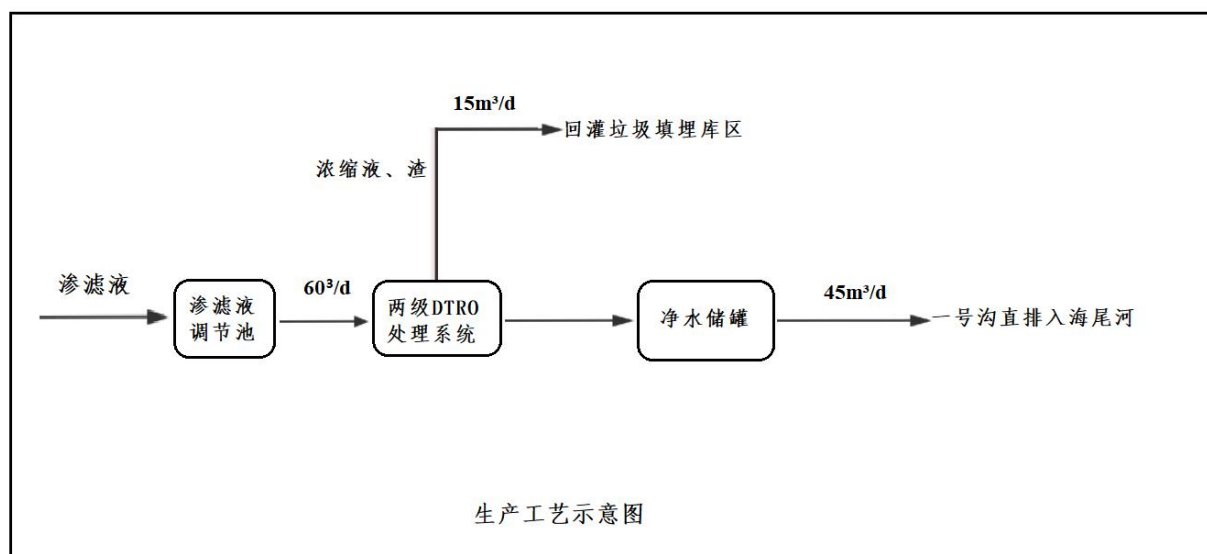 15m³/d
回灌垃圾填埋库区
浓缩液、渣
渗滤液
渗滤液
调节池
60³/d
两级DTRO
处理系统
净水储罐
45m³/d
一号沟直排入海尾河
生产工艺示意图